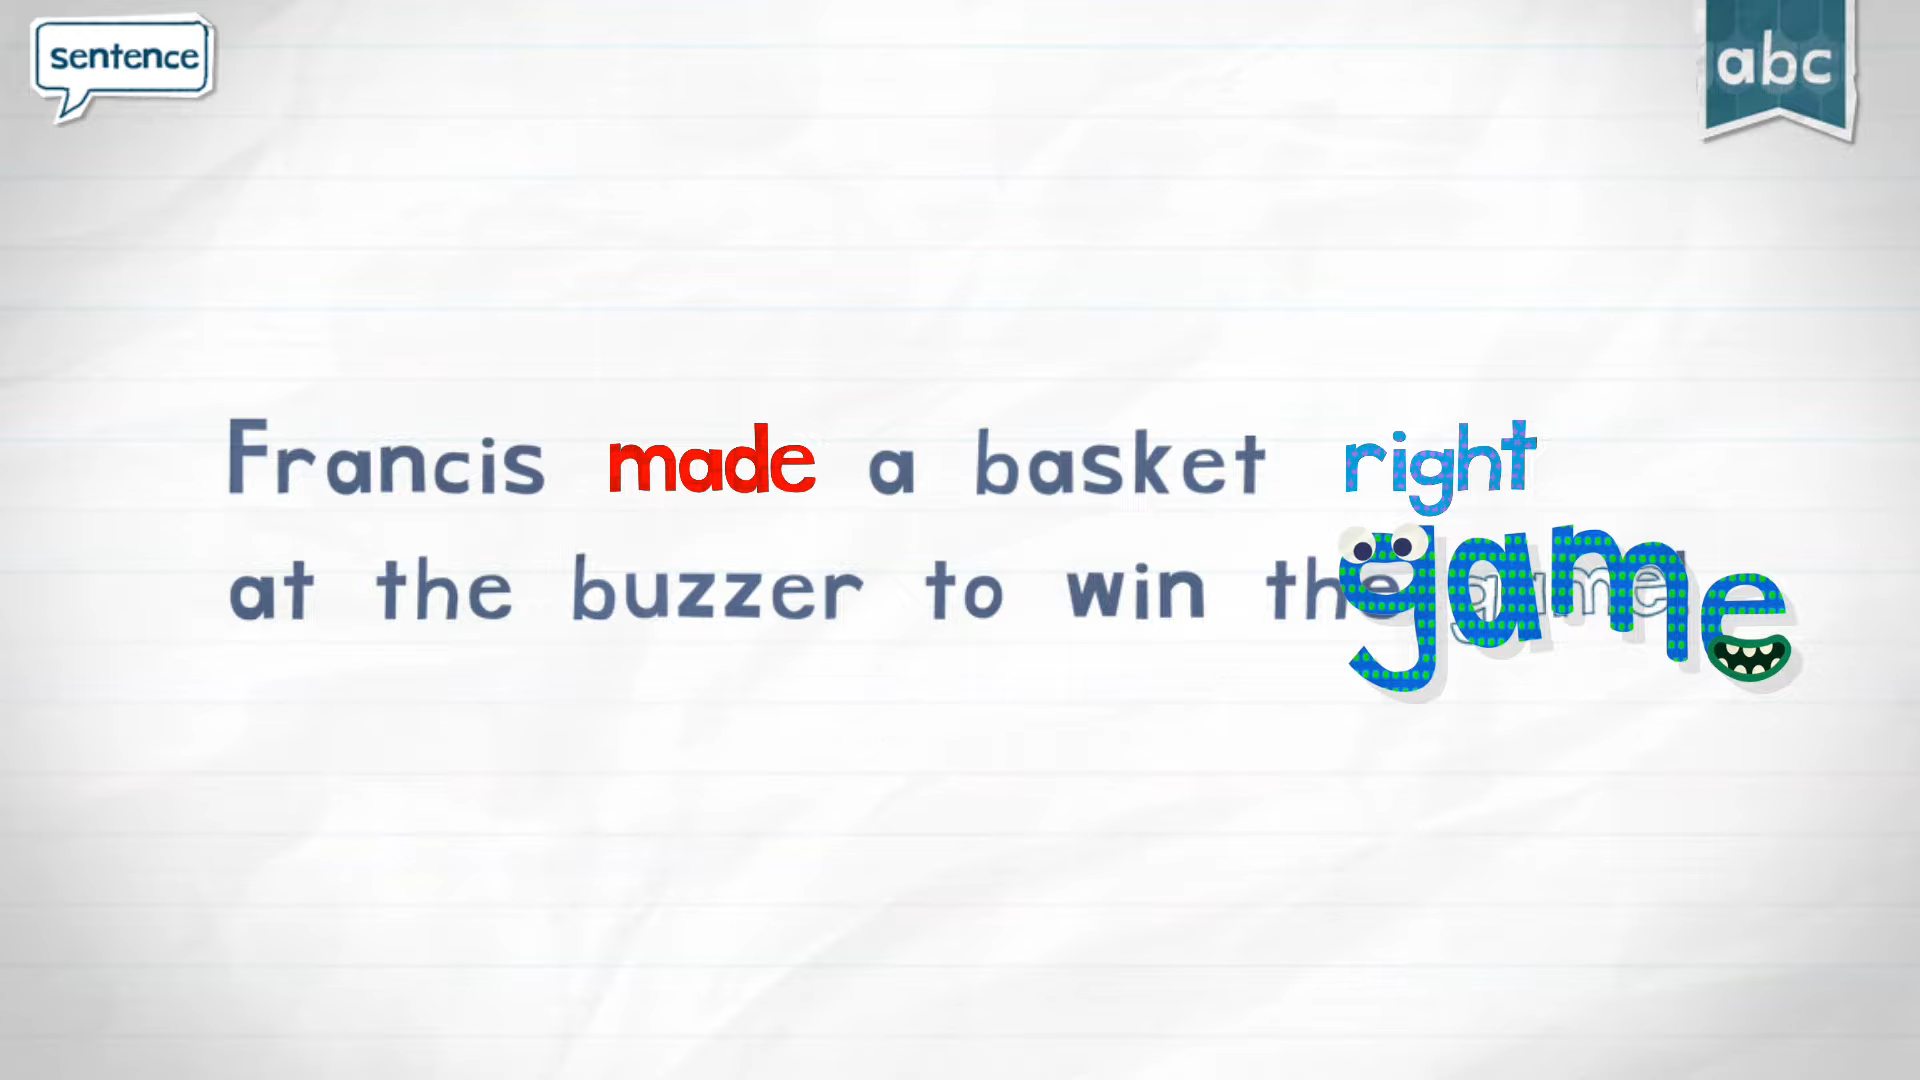 sentence
abc
Francis made a basket right
at the buzzer to win the game